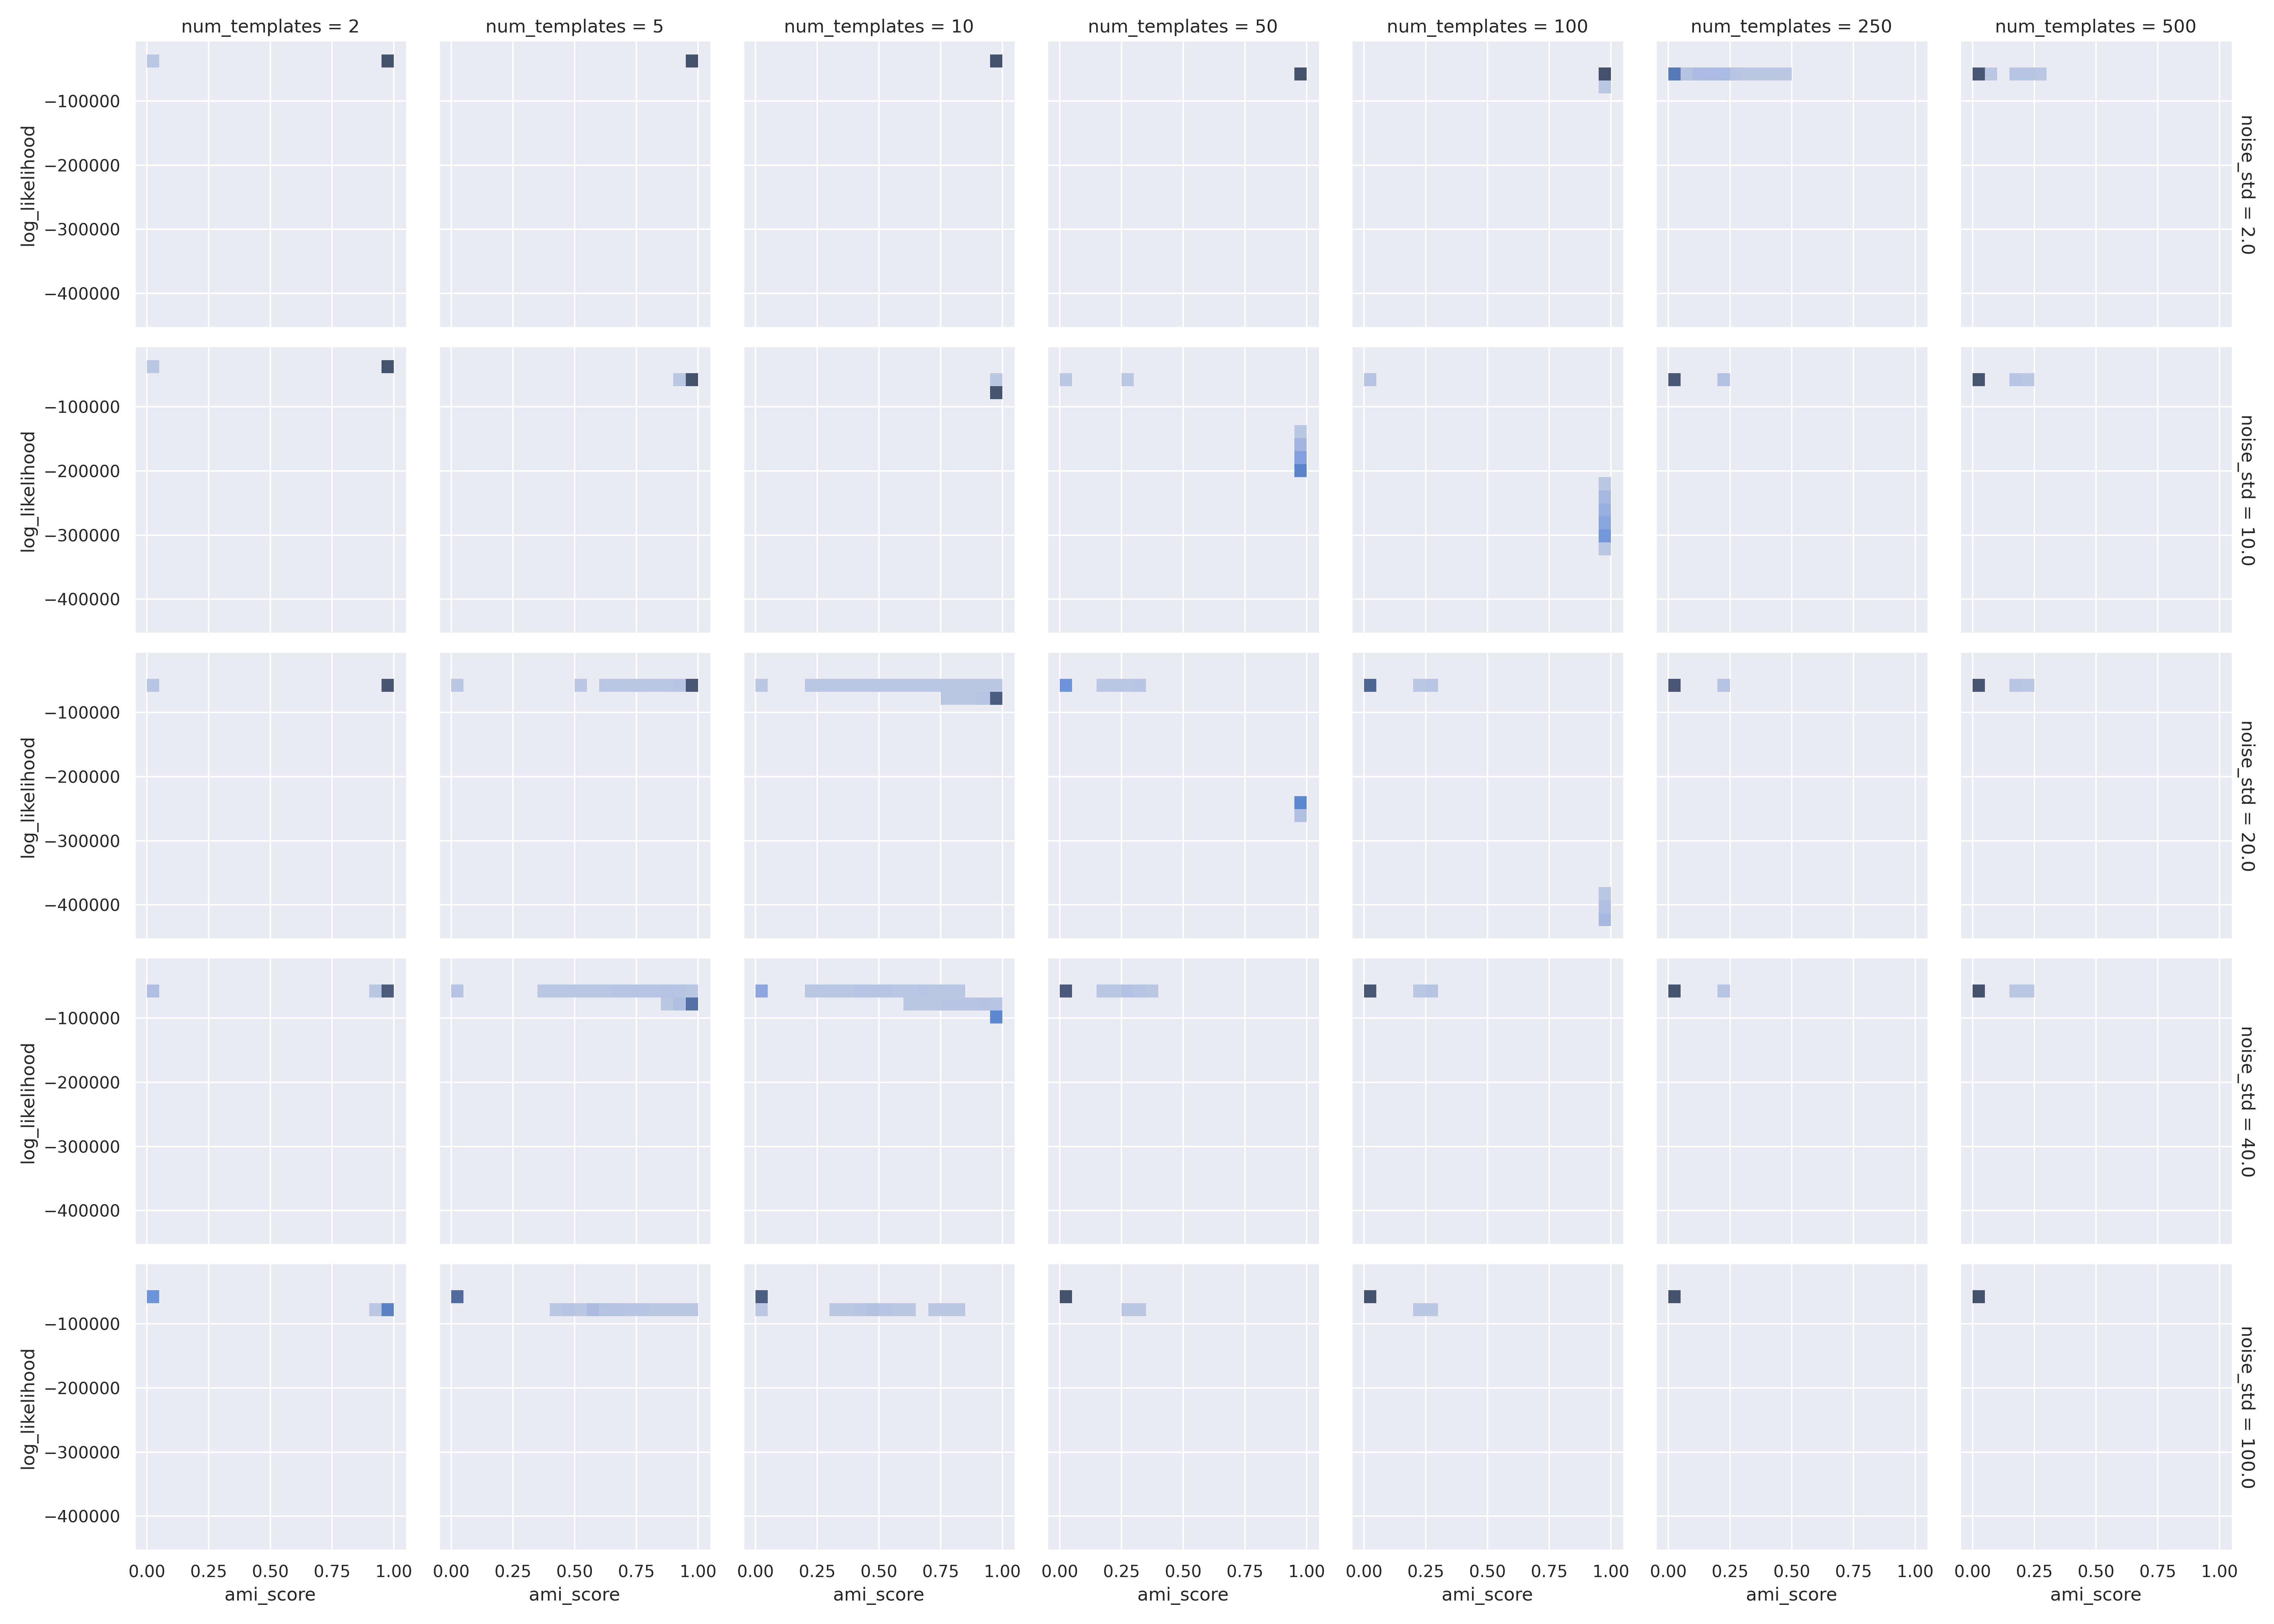 num_templates = 2
num_templates = 5
num_templates = 10
num_templates = 50
num_templates = 100
num_templates = 250
num_templates = 500
−100000
−200000
−300000
−400000
log_likelihood
noise_std = 2.0
−100000
−200000
−300000
−400000
log_likelihood
noise_std = 10.0
−100000
−200000
−300000
−400000
log_likelihood
noise_std = 20.0
−100000
−200000
−300000
−400000
log_likelihood
noise_std = 40.0
−100000
−200000
−300000
−400000
log_likelihood
noise_std = 100.0
0.00 0.25 0.50 0.75 1.00
0.00 0.25 0.50 0.75 1.00
0.00 0.25 0.50 0.75 1.00
0.00 0.25 0.50 0.75 1.00
0.00 0.25 0.50 0.75 1.00
0.00 0.25 0.50 0.75 1.00
0.00 0.25 0.50 0.75 1.00
ami_score
ami_score
ami_score
ami_score
ami_score
ami_score
ami_score